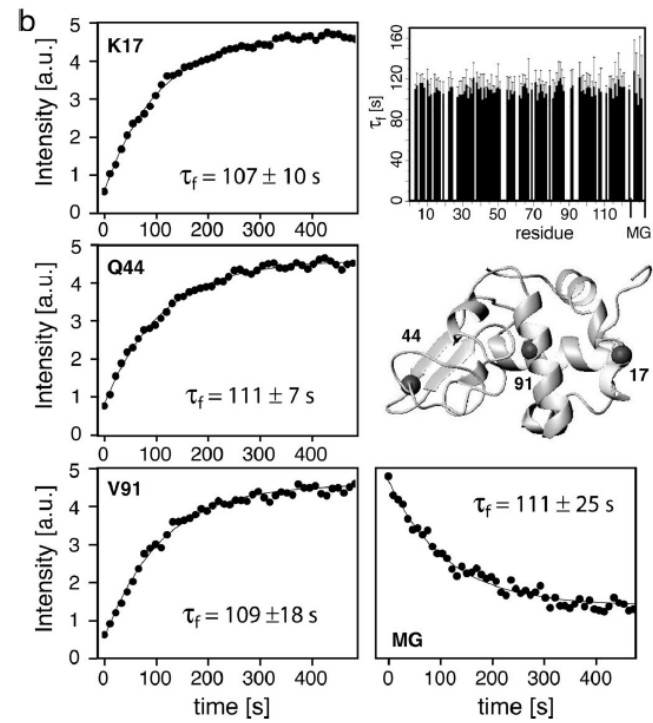 b
K17
Intensity [a.u.]
5
4
3
2
1
0
τf = 107 ± 10 s
0 100 200 300 400
τf [s]
160
120
80
40
0
10 30 50 70 90 110
MG
residue
Q44
Intensity [a.u.]
5
4
3
2
1
0
τf = 111 ± 7 s
0 100 200 300 400
44
91
17
V91
Intensity [a.u.]
5
4
3
2
1
0
τf = 109 ±18 s
0 100 200 300 400
time [s]
τf = 111 ± 25 s
MG
0 200 400
time [s]